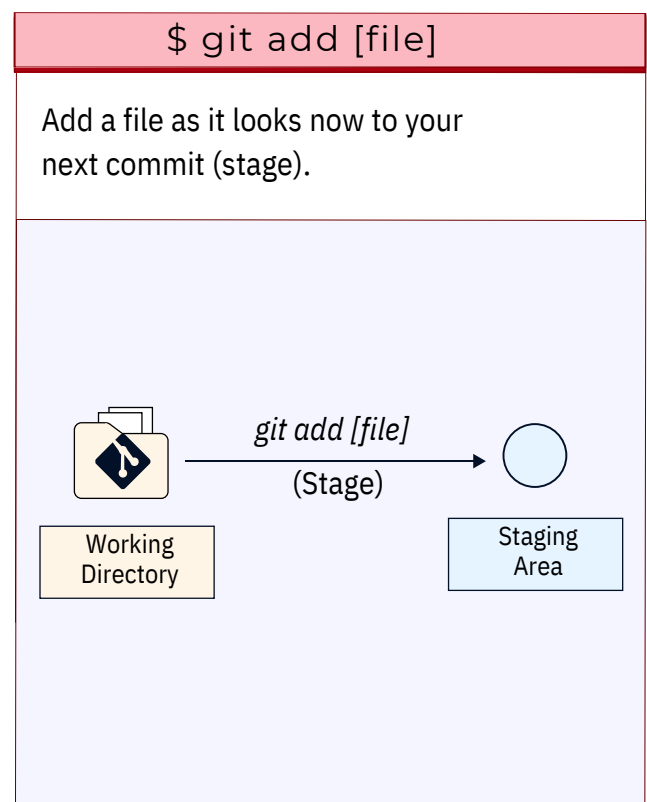 $ git add [file]
Add a file as it looks now to your
next commit (stage).
git add [file]
(Stage)
Working
Directory
Staging
Area